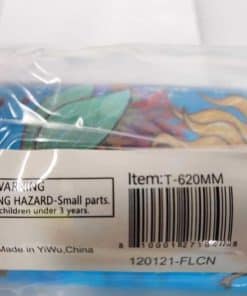 Item:T-620MM
WARNING
NG HAZARD-Small parts.
children under 3 years.
Made in YiWu,China
120121-FLCN